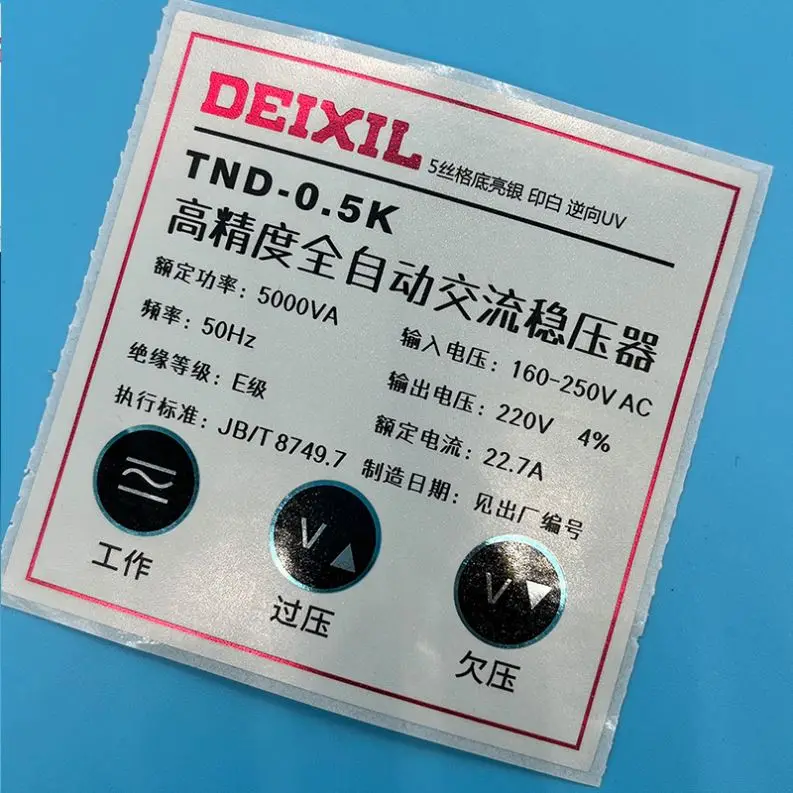 DEIXIL
5丝格底亮银 印白 逆向UV
TND-0.5K
高精度全自动交流稳压器
额定功率: 5000VA
输入电压: 160-250V AC
频率: 50Hz
输出电压: 220V 4%
绝缘等级: E级
额定电流: 22.7A
执行标准: JB/T 8749.7
制造日期: 见出厂编号
V
V
工作
过压
欠压